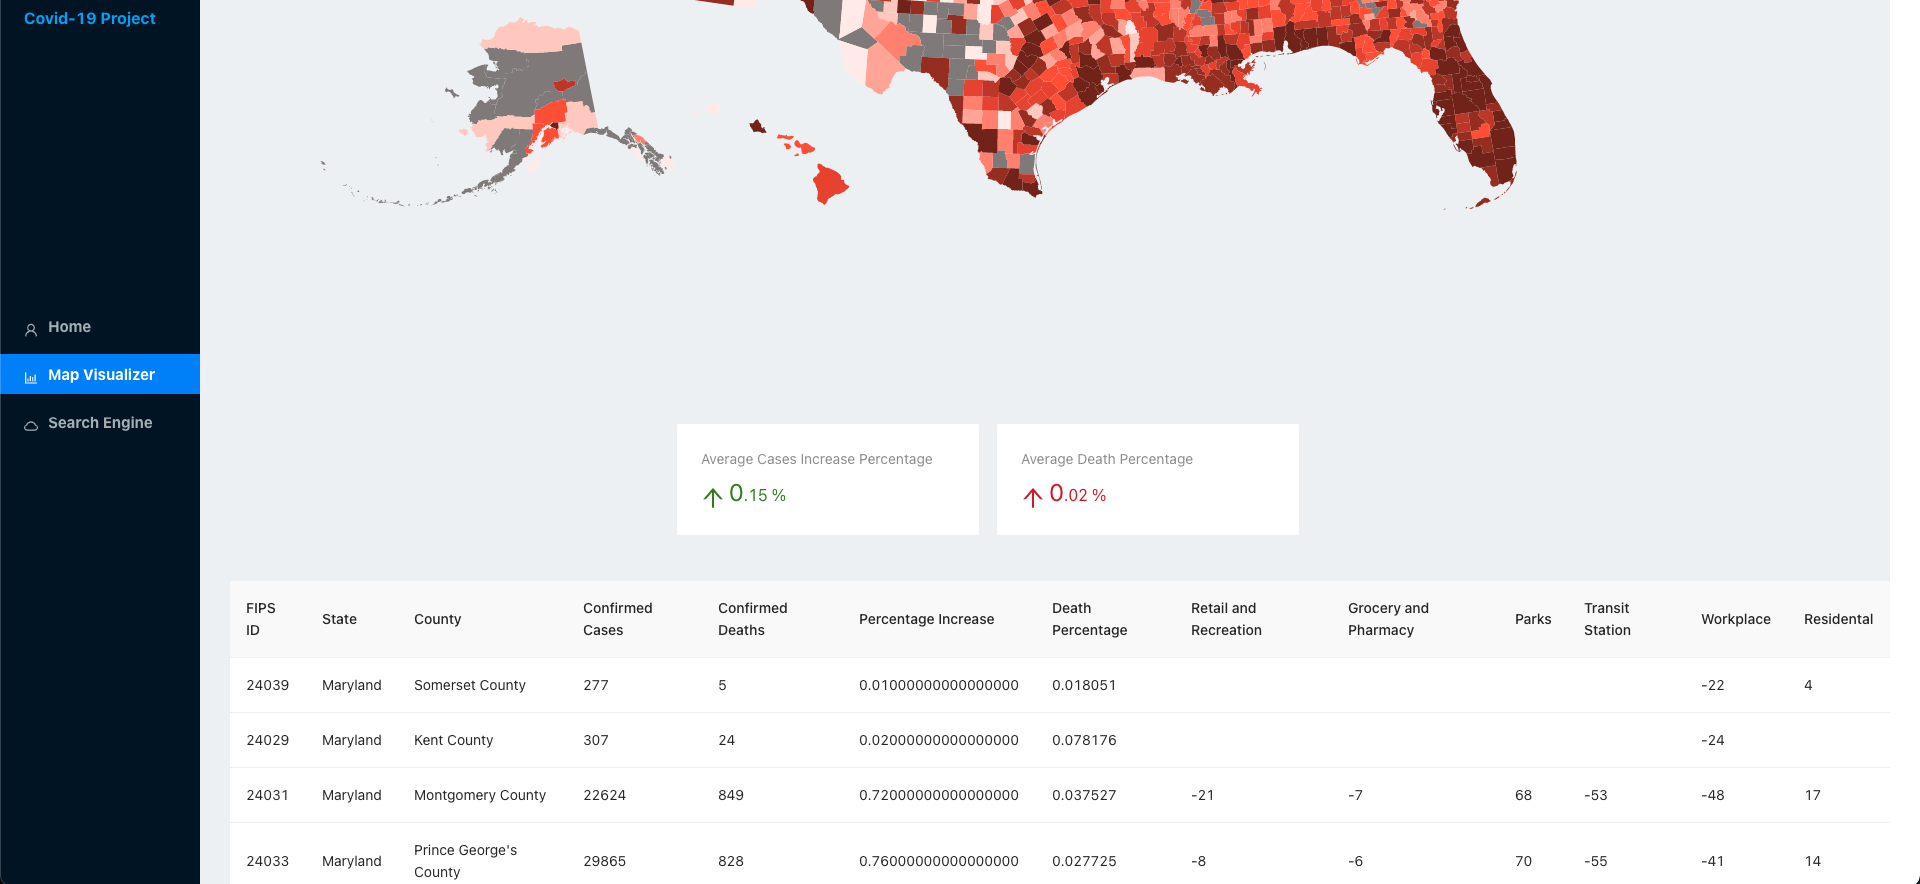 Covid-19 Project
Home
Map Visualizer
Search Engine
Average Cases Increase Percentage
0.15 %
Average Death Percentage
0.02 %
FIPS ID State County Confirmed Cases Confirmed Deaths Percentage Increase Death Percentage Retail and Recreation Grocery and Pharmacy Parks Transit Station Workplace Residental
24039 Maryland Somerset County 277 5 0.01000000000000000 0.018051 -22 4
24029 Maryland Kent County 307 24 0.02000000000000000 0.078176 -24
24031 Maryland Montgomery County 22624 849 0.72000000000000000 0.037527 -21 -7 68 -53 -48 17
24033 Maryland Prince George's County 29865 828 0.76000000000000000 0.027725 -8 -6 70 -55 -41 14